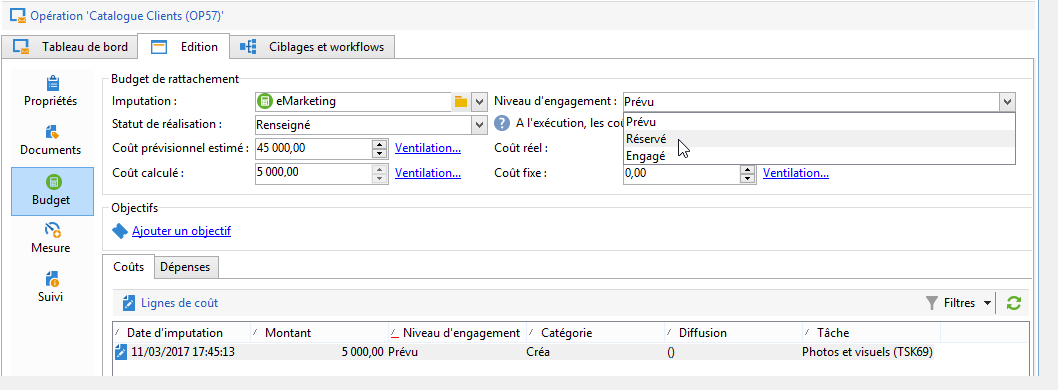 Opération 'Catalogue Clients (OP57)'
Tableau de bord Edition Ciblages et workflows
Propriétés
Documents
Budget
Mesure
Suivi
Budget de rattachement
Imputation : eMarketing Niveau d'engagement : Prévu
Statut de réalisation : Renseigné ? A l'exécution, les
Coût prévisionnel estimé : 45 000,00 Ventilation... Coût réel :
Coût calculé : 5 000,00 Ventilation... Coût fixe : 0,00 Ventilation...
Prévu
Réservé
Engagé
Objectifs
Ajouter un objectif
Coûts Dépenses
Lignes de coût Filtres
Date d'imputation Montant Niveau d'engagement Catégorie Diffusion Tâche
11/03/2017 17:45:13 5 000,00 Prévu Créa () Photos et visuels (TSK69)